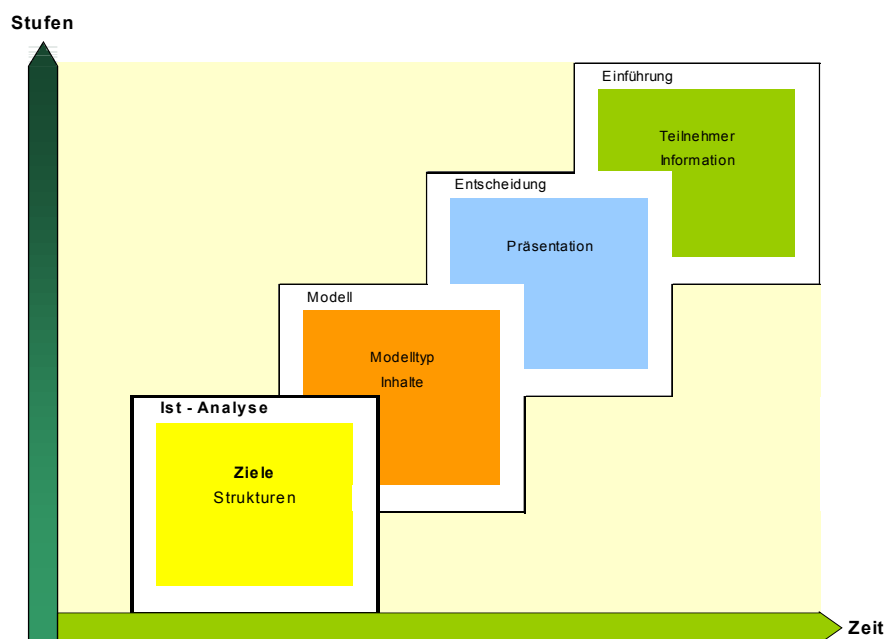 Stufen
Einführung
Teilnehmer
Information
Entscheidung
Präsentation
Modell
Modelltyp
Inhalte
Ist - Analyse
Ziele
Strukturen
Zeit